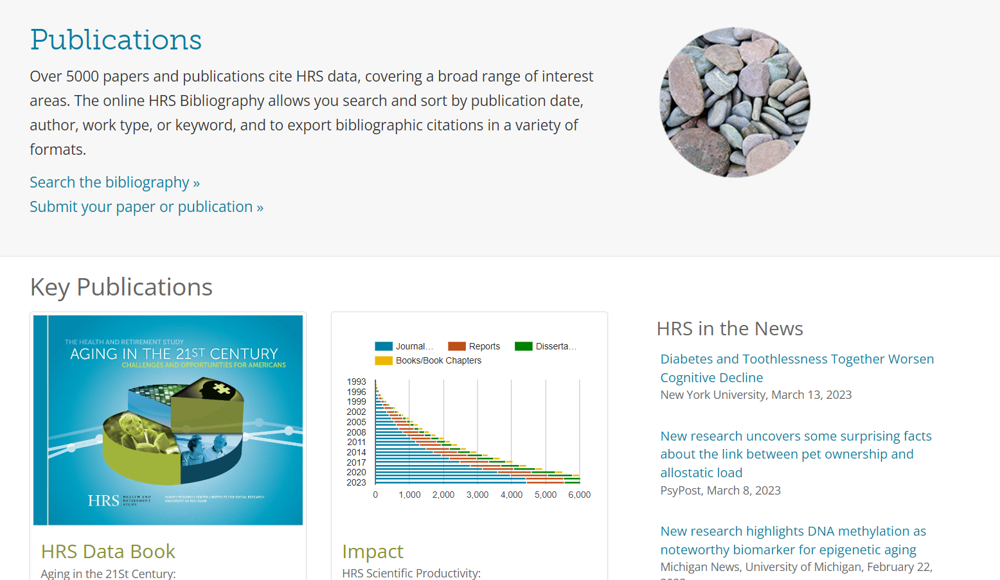 Publications
Over 5000 papers and publications cite HRS data, covering a broad range of interest
areas. The online HRS Bibliography allows you search and sort by publication date,
author, work type, or keyword, and to export bibliographic citations in a variety of
formats.
Search the bibliography »
Submit your paper or publication »
Key Publications
THE HEALTH AND RETIREMENT STUDY
AGING IN THE 21ST CENTURY
CHALLENGES AND OPPORTUNITIES FOR AMERICANS
HRS HEALTH AND
RETIREMENT
STUDY
SURVEY RESEARCH CENTER | INSTITUTE FOR SOCIAL RESEARCH
UNIVERSITY OF MICHIGAN
HRS Data Book
Aging in the 21St Century:
Journal... Reports Disserta...
Books/Book Chapters
1993
1996
1999
2002
2005
2008
2011
2014
2017
2020
2023
0 1,000 2,000 3,000 4,000 5,000 6,000
Impact
HRS Scientific Productivity:
HRS in the News
Diabetes and Toothlessness Together Worsen
Cognitive Decline
New York University, March 13, 2023
New research uncovers some surprising facts
about the link between pet ownership and
allostatic load
PsyPost, March 8, 2023
New research highlights DNA methylation as
noteworthy biomarker for epigenetic aging
Michigan News, University of Michigan, February 22,